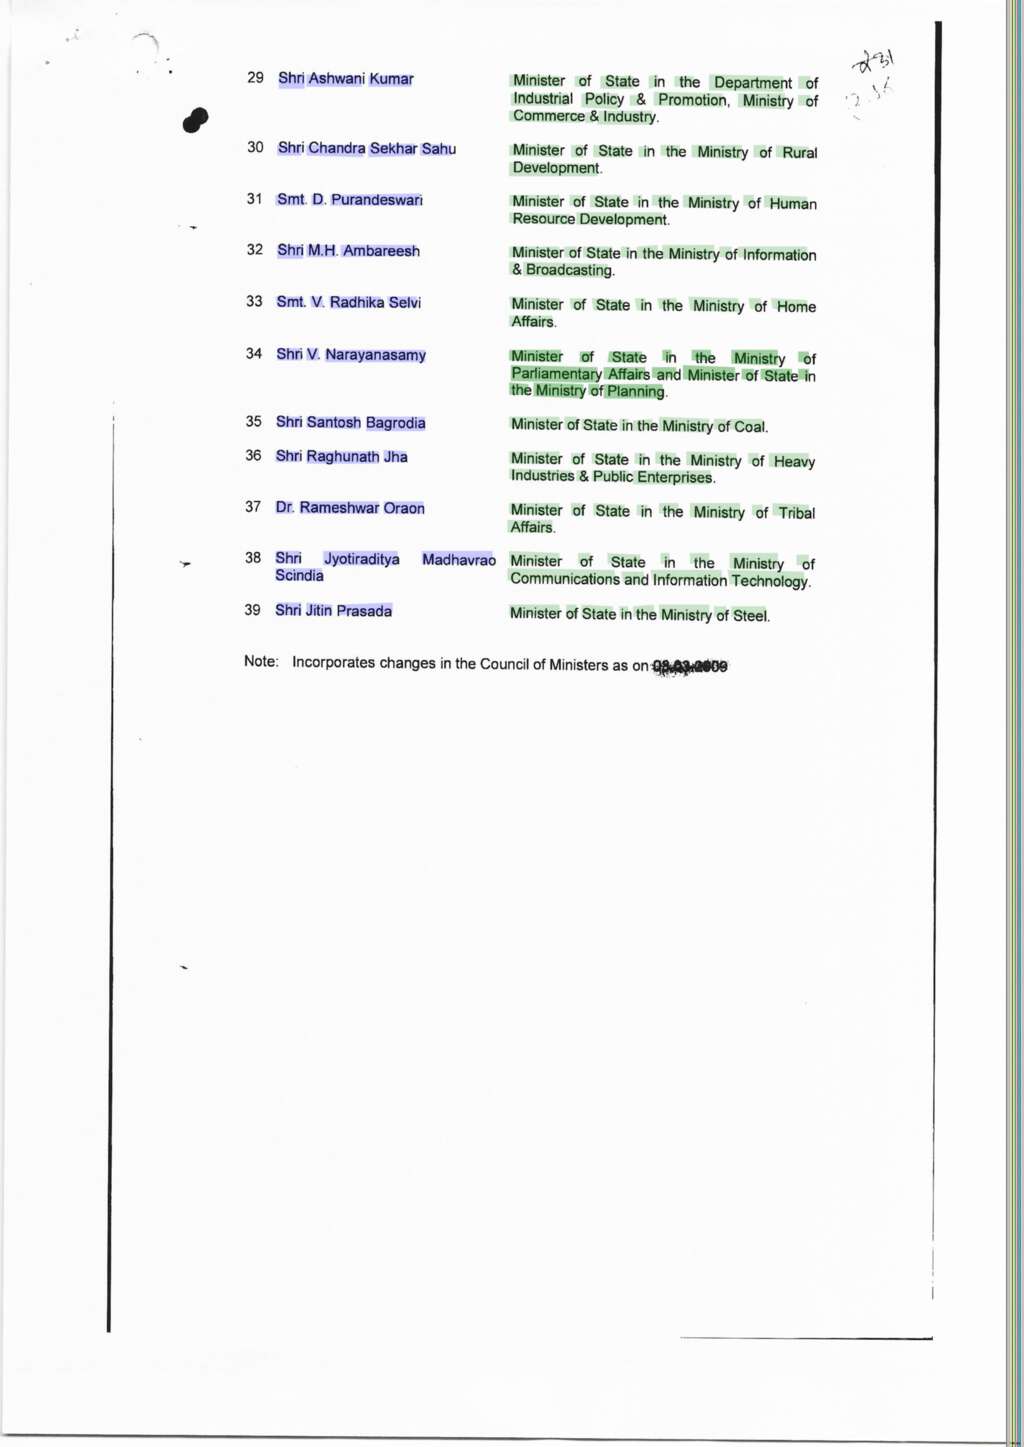 29 Shri Ashwani Kumar Minister of State in the Department of
Industrial Policy & Promotion, Ministry of
Commerce & Industry.
30 Shri Chandra Sekhar Sahu Minister of State in the Ministry of Rural
Development.
31 Smt. D. Purandeswari Minister of State in the Ministry of Human
Resource Development.
32 Shri M.H. Ambareesh Minister of State in the Ministry of Information
& Broadcasting.
33 Smt. V. Radhika Selvi Minister of State in the Ministry of Home
Affairs.
34 Shri V. Narayanasamy Minister of State in the Ministry of
Parliamentary Affairs and Minister of State in
the Ministry of Planning.
35 Shri Santosh Bagrodia Minister of State in the Ministry of Coal.
36 Shri Raghunath Jha Minister of State in the Ministry of Heavy
Industries & Public Enterprises.
37 Dr. Rameshwar Oraon Minister of State in the Ministry of Tribal
Affairs.
38 Shri Jyotiraditya Madhavrao Minister of State in the Ministry of
Scindia Communications and Information Technology.
39 Shri Jitin Prasada Minister of State in the Ministry of Steel.
Note: Incorporates changes in the Council of Ministers as on